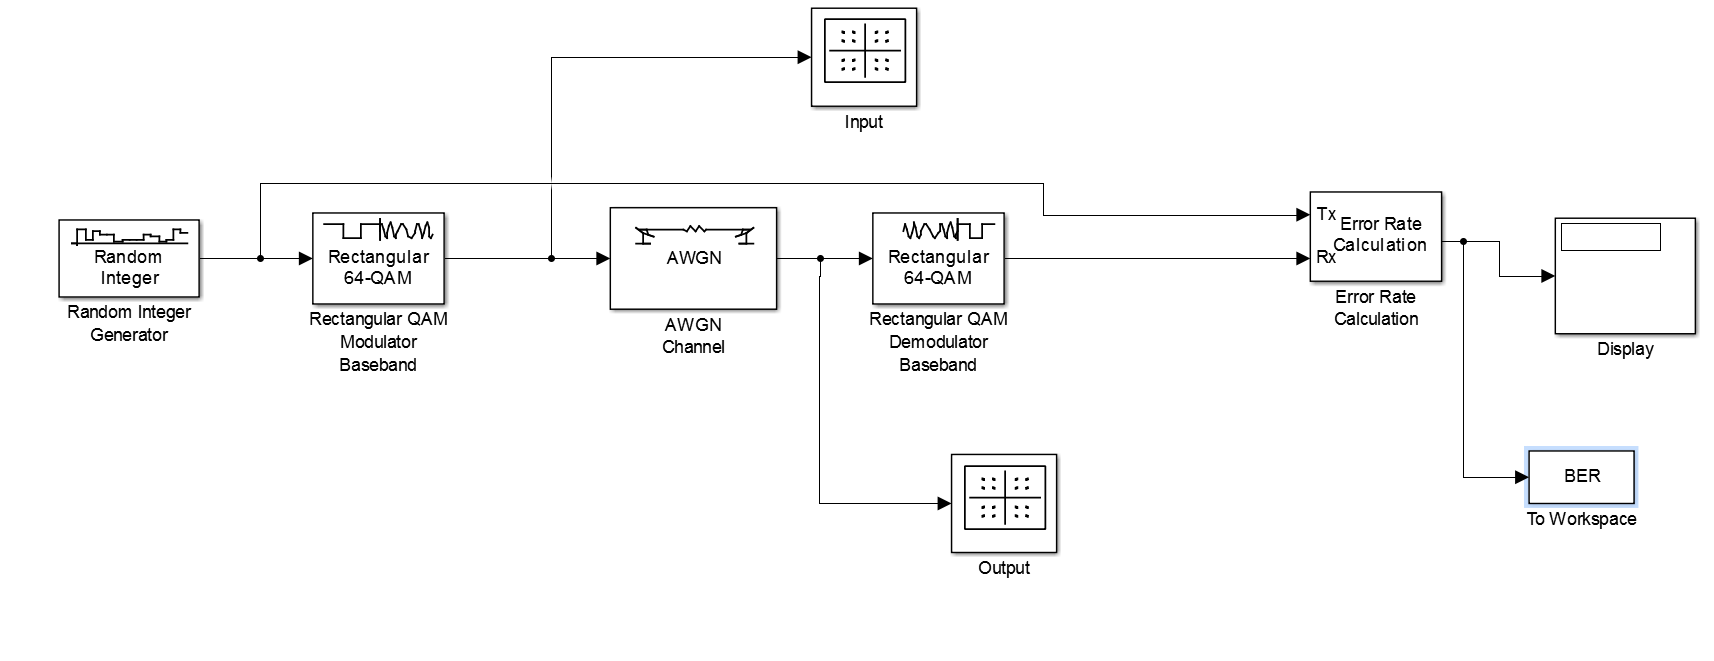 Input
Random
Integer
Random Integer
Generator
Rectangular
64-QAM
Rectangular QAM
Modulator
Baseband
AWGN
AWGN
Channel
Rectangular
64-QAM
Rectangular QAM
Demodulator
Baseband
Tx
Rx
Error Rate
Calculation
Error Rate
Calculation
Display
BER
To Workspace
Output